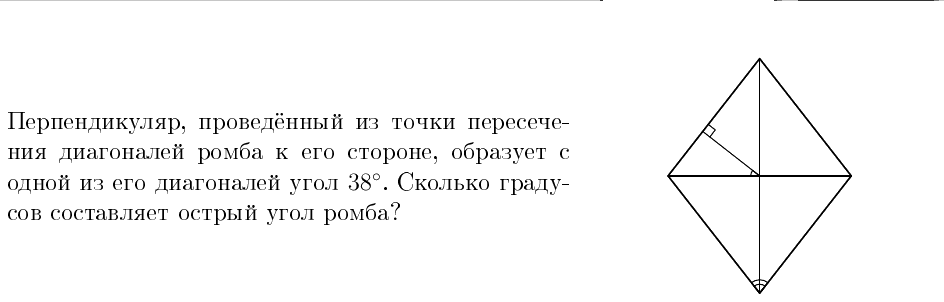 Перпендикуляр, проведённый из точки пересече-
ния диагоналей ромба к его стороне, образует с
одной из его диагоналей угол 38°. Сколько граду-
сов составляет острый угол ромба?